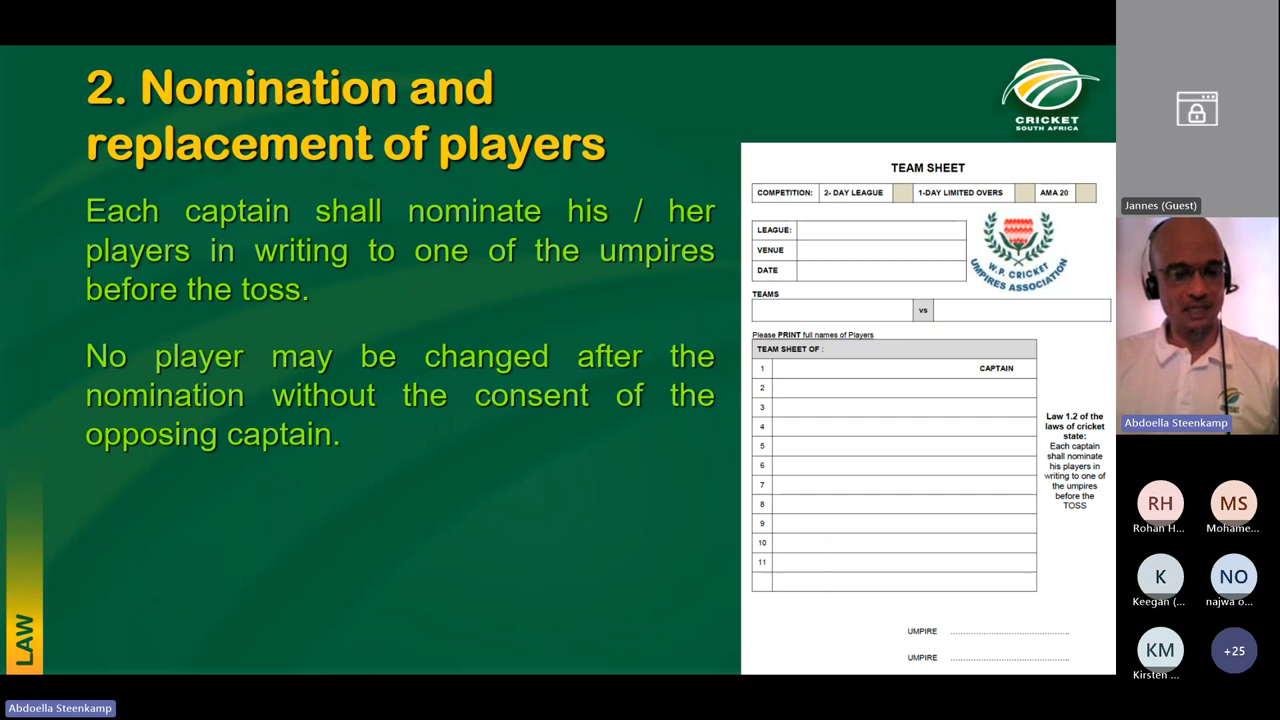 2. Nomination and
replacement of players
Each captain shall nominate his / her
players in writing to one of the umpires
before the toss.
No player may be changed after the
nomination without the consent of the
opposing captain.
LAW
CRICKET
SOUTH AFRICA
TEAM SHEET
COMPETITION: 2- DAY LEAGUE 1-DAY LIMITED OVERS AMA 20
LEAGUE:
VENUE
DATE
W.P. CRICKET
UMPIRES ASSOCIATION
TEAMS
vs
Please PRINT full names of Players
TEAM SHEET OF :
1 CAPTAIN
2
3
4
5
6
7
8
9
10
11
Law 1.2 of the
laws of cricket
state:
Each captain
shall nominate
his players in
writing to one of
the umpires
before the
TOSS
UMPIRE ........................................
UMPIRE ........................................
Jannes (Guest)
Abdoella Steenkamp
RH
Rohan H...
MS
Mohame...
K
Keegan (...
NO
najwa o...
KM
Kirsten ...
+25
Abdoella Steenkamp